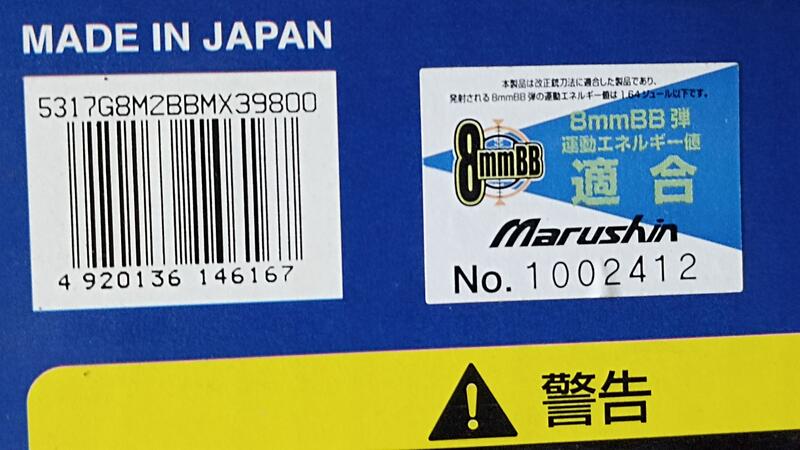 MADE IN JAPAN
5317G8M2BBMX39800
4 920136 146167
本製品は改正銃刀法に適合した製品であり、
発射される8mmBB弾の運動エネルギー値は1.64ジュール以下です。
8mmBB
8mmBB弾
運動エネルギー値
適合
Marushin
No. 1002412
警告